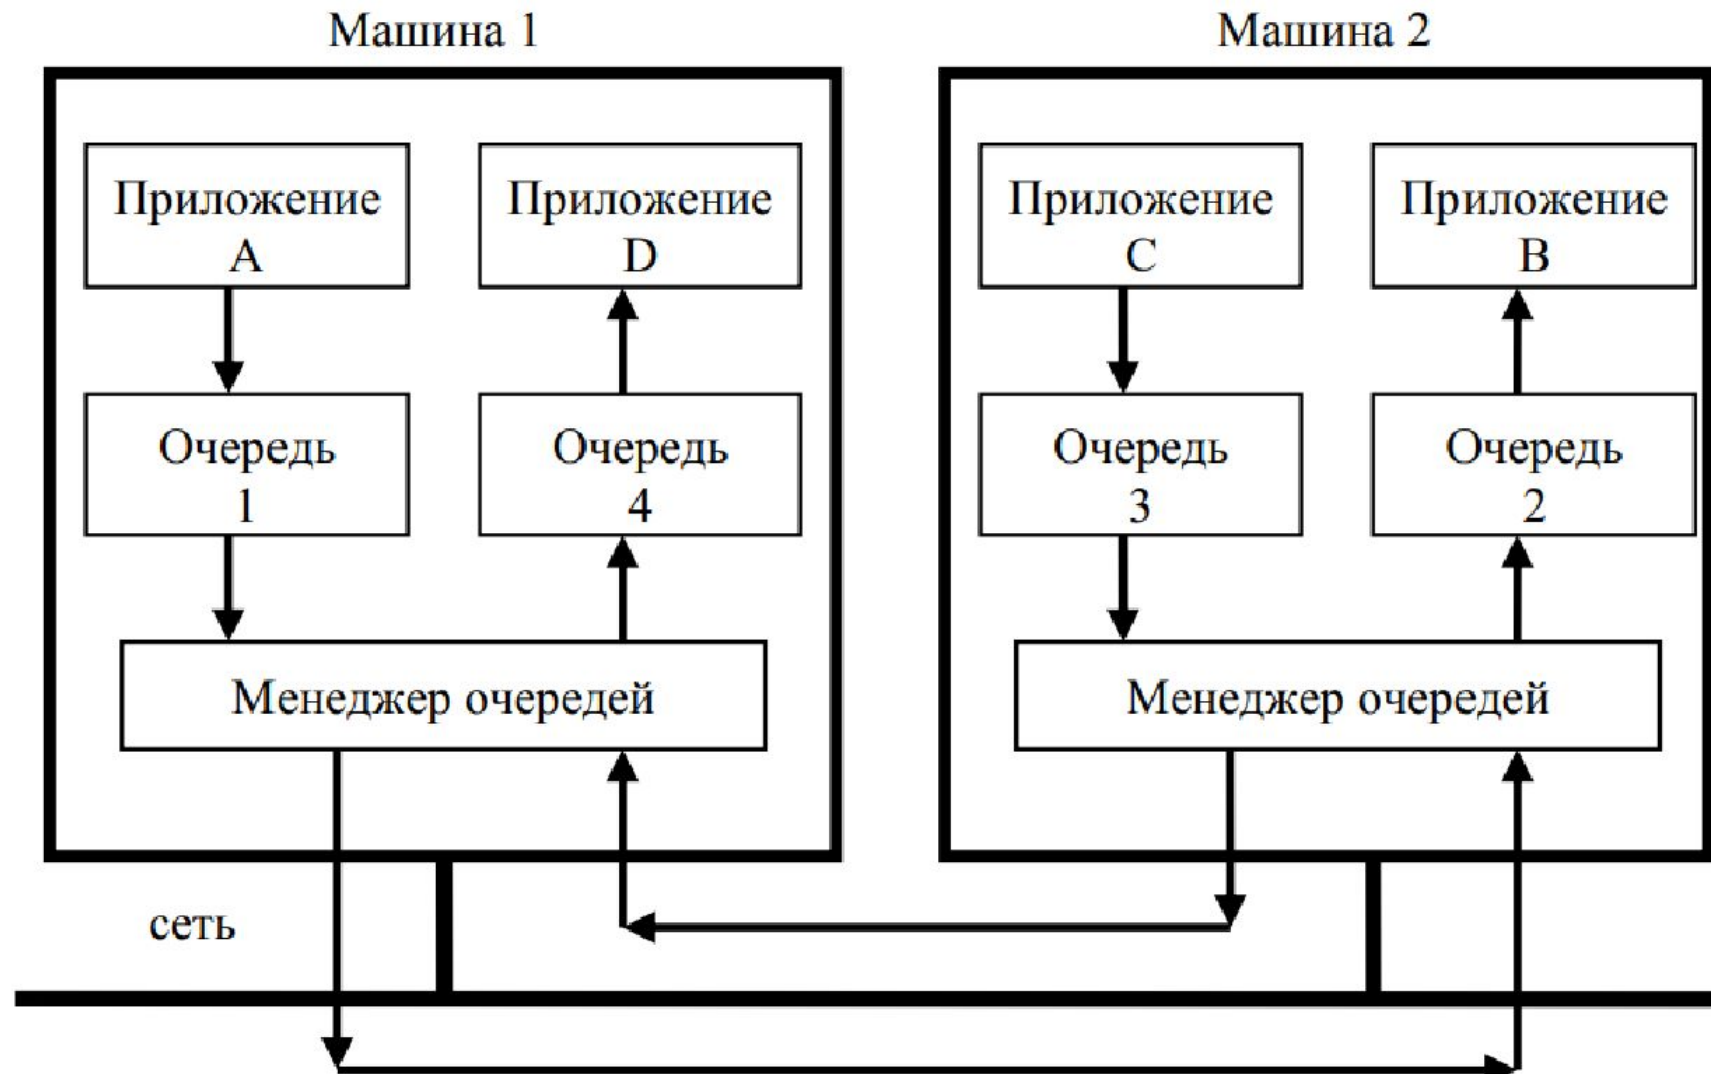 Машина 1
Машина 2
Приложение
A
Приложение
D
Приложение
C
Приложение
B
Очередь
1
Очередь
4
Очередь
3
Очередь
2
Менеджер очередей
Менеджер очередей
сеть